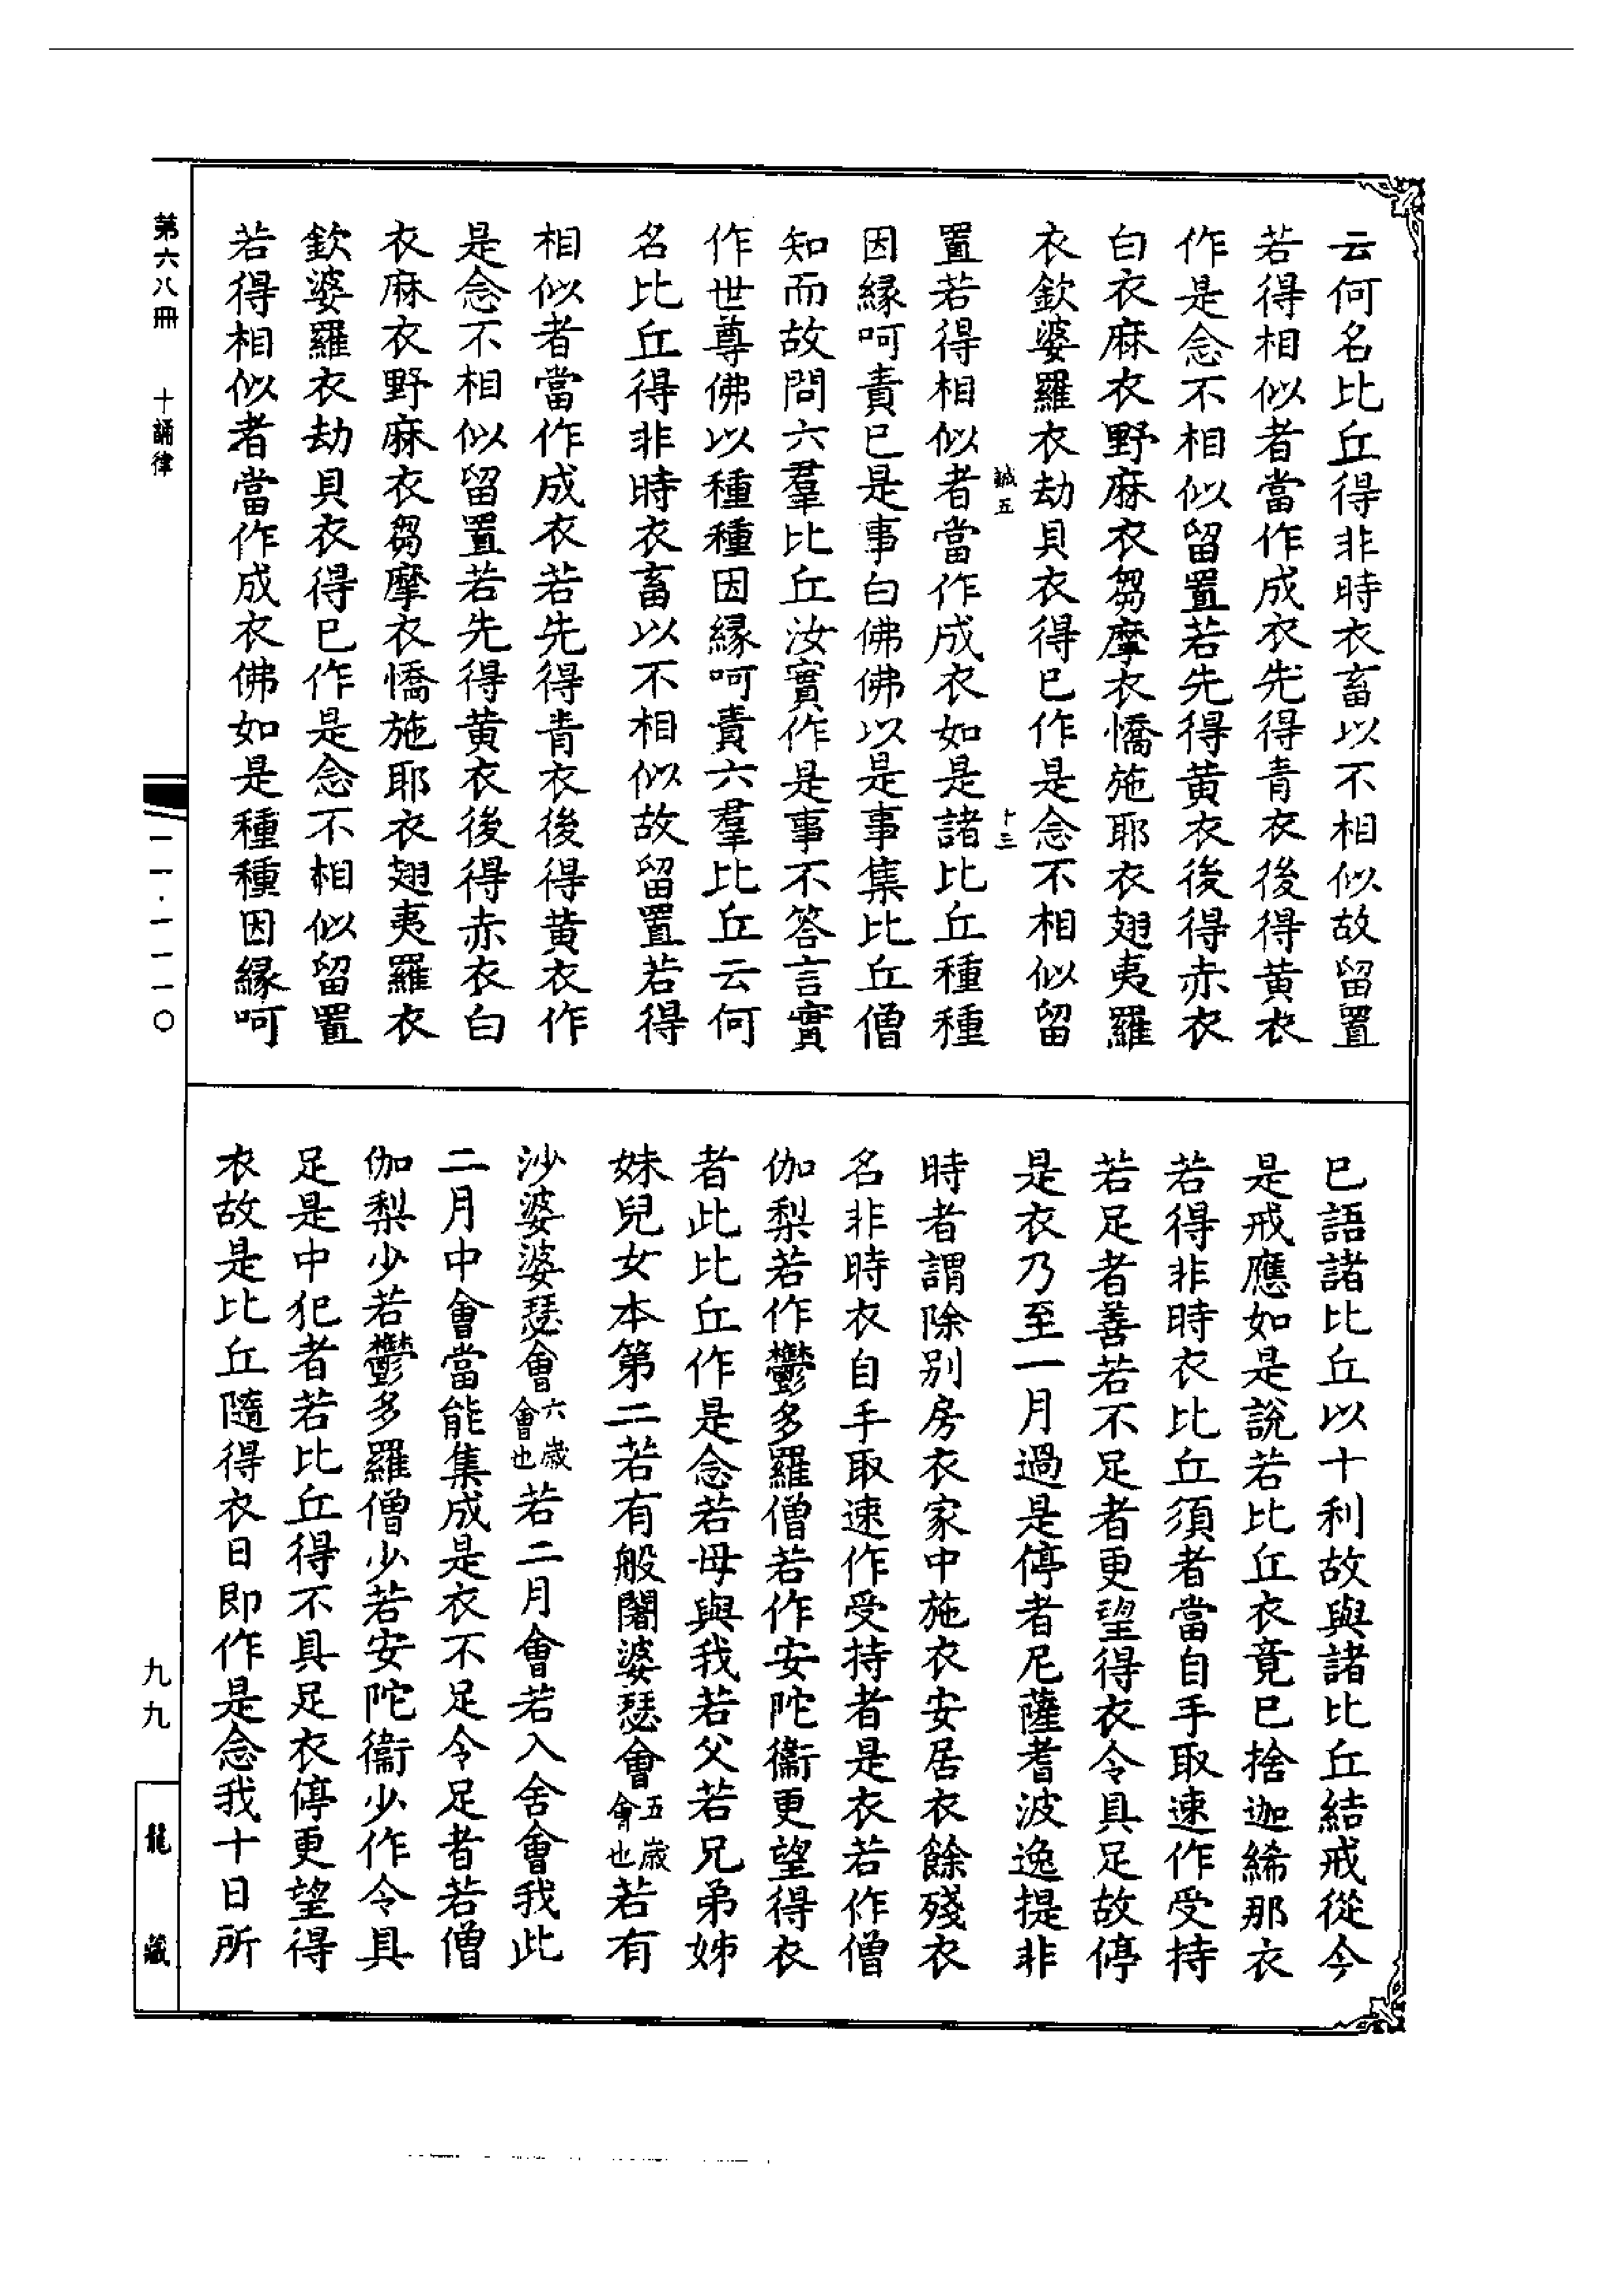 云何名比丘得非時衣畜以不相似故留置
若得相似者當作成衣先得青衣後得黄衣
作是念不相似留置若先得黄衣後得赤衣
白衣麻衣野麻衣芻摩衣憍施耶衣翅夷羅
衣欽婆羅衣劫貝衣得已作是念不相似留
誠五
十三
置若得相似者當作成衣如是諸比丘種種
因緣呵責已是事白佛佛以是事集比丘僧
知而故問六羣比丘汝實作是事不答言實
作世尊佛以種種因緣呵責六羣比丘云何
名比丘得非時衣畜以不相似故留置若得
相似者當作成衣若先得青衣後得黄衣作
是念不相似留置若先得黄衣後得赤衣白
衣麻衣野麻衣芻摩衣憍施耶衣翅夷羅衣
欽婆羅衣劫貝衣得已作是念不相似留置
若得相似者當作成衣佛如是種種因緣呵
已語諸比丘以十利故與諸比丘結戒從今
是戒應如是說若比丘衣竟已捨迦絺那衣
若得非時衣比丘須者當自手取速作受持
若足者善若不足者更望得衣令具足故停
是衣乃至一月過是停者尼薩耆波逸提非
時者謂除别房衣家中施衣安居衣餘殘衣
名非時衣自手取速作受持者是衣若作僧
伽梨若作鬱多羅僧若作安陀衞更望得衣
者此比丘作是念若母與我若父若兄弟姊
妹兒女本第二若有般闍婆瑟會五歲會也若有
沙婆婆瑟會六歲會也若二月會若入舍會我此
二月中會當能集成是衣不足令足者若僧
伽梨少若鬱多羅僧少若安陀衞少作令具
足是中犯者若比丘得不具足衣停更望得
衣故是比丘隨得衣日即作是念我十日所
第六八冊 十誦律
一一·一一一〇
九九
龍藏